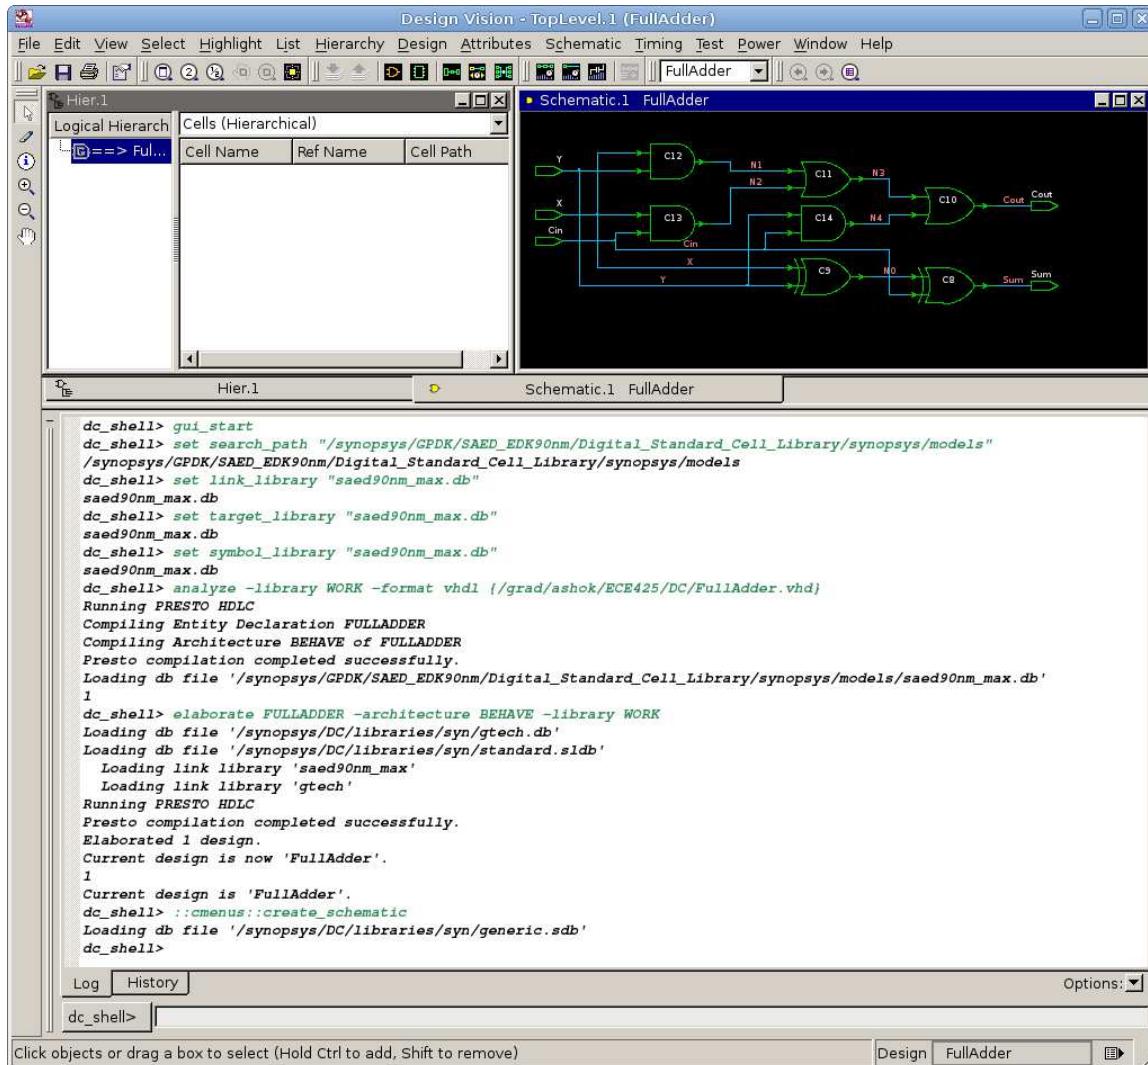 Design Vision - TopLevel.1 (FullAdder)
File Edit View Select Highlight List Hierarchy Design Attributes Schematic Timing Test Power Window Help
FullAdder
Hier.1
Logical Hierarch
Cells (Hierarchical)
==> Ful...
Cell Name Ref Name Cell Path
Schematic.1 FullAdder
Y
X
Cin
C12
C13
N1
N2
C11
N3
C14
N4
C10
Cout
Cout
Cin
X
Y
C9
N0
C8
Sum
Sum
Hier.1
Schematic.1 FullAdder
dc_shell> gui_start
dc_shell> set search_path "/synopsys/GPDK/SAED_EDK90nm/Digital_Standard_Cell_Library/synopsys/models"
/synopsys/GPDK/SAED_EDK90nm/Digital_Standard_Cell_Library/synopsys/models
dc_shell> set link_library "saed90nm_max.db"
saed90nm_max.db
dc_shell> set target_library "saed90nm_max.db"
saed90nm_max.db
dc_shell> set symbol_library "saed90nm_max.db"
saed90nm_max.db
dc_shell> analyze -library WORK -format vhdl {/grad/ashok/ECE425/DC/FullAdder.vhd}
Running PRESTO HDLC
Compiling Entity Declaration FULLADDER
Compiling Architecture BEHAVE of FULLADDER
Presto compilation completed successfully.
Loading db file '/synopsys/GPDK/SAED_EDK90nm/Digital_Standard_Cell_Library/synopsys/models/saed90nm_max.db'
1
dc_shell> elaborate FULLADDER -architecture BEHAVE -library WORK
Loading db file '/synopsys/DC/libraries/syn/gtech.db'
Loading db file '/synopsys/DC/libraries/syn/standard.sldb'
Loading link library 'saed90nm_max'
Loading link library 'gtech'
Running PRESTO HDLC
Presto compilation completed successfully.
Elaborated 1 design.
Current design is now 'FullAdder'.
1
Current design is 'FullAdder'.
dc_shell> ::cmenus::create_schematic
Loading db file '/synopsys/DC/libraries/syn/generic.sdb'
dc_shell>
Log History
Options:
dc_shell>
Click objects or drag a box to select (Hold Ctrl to add, Shift to remove)
Design FullAdder